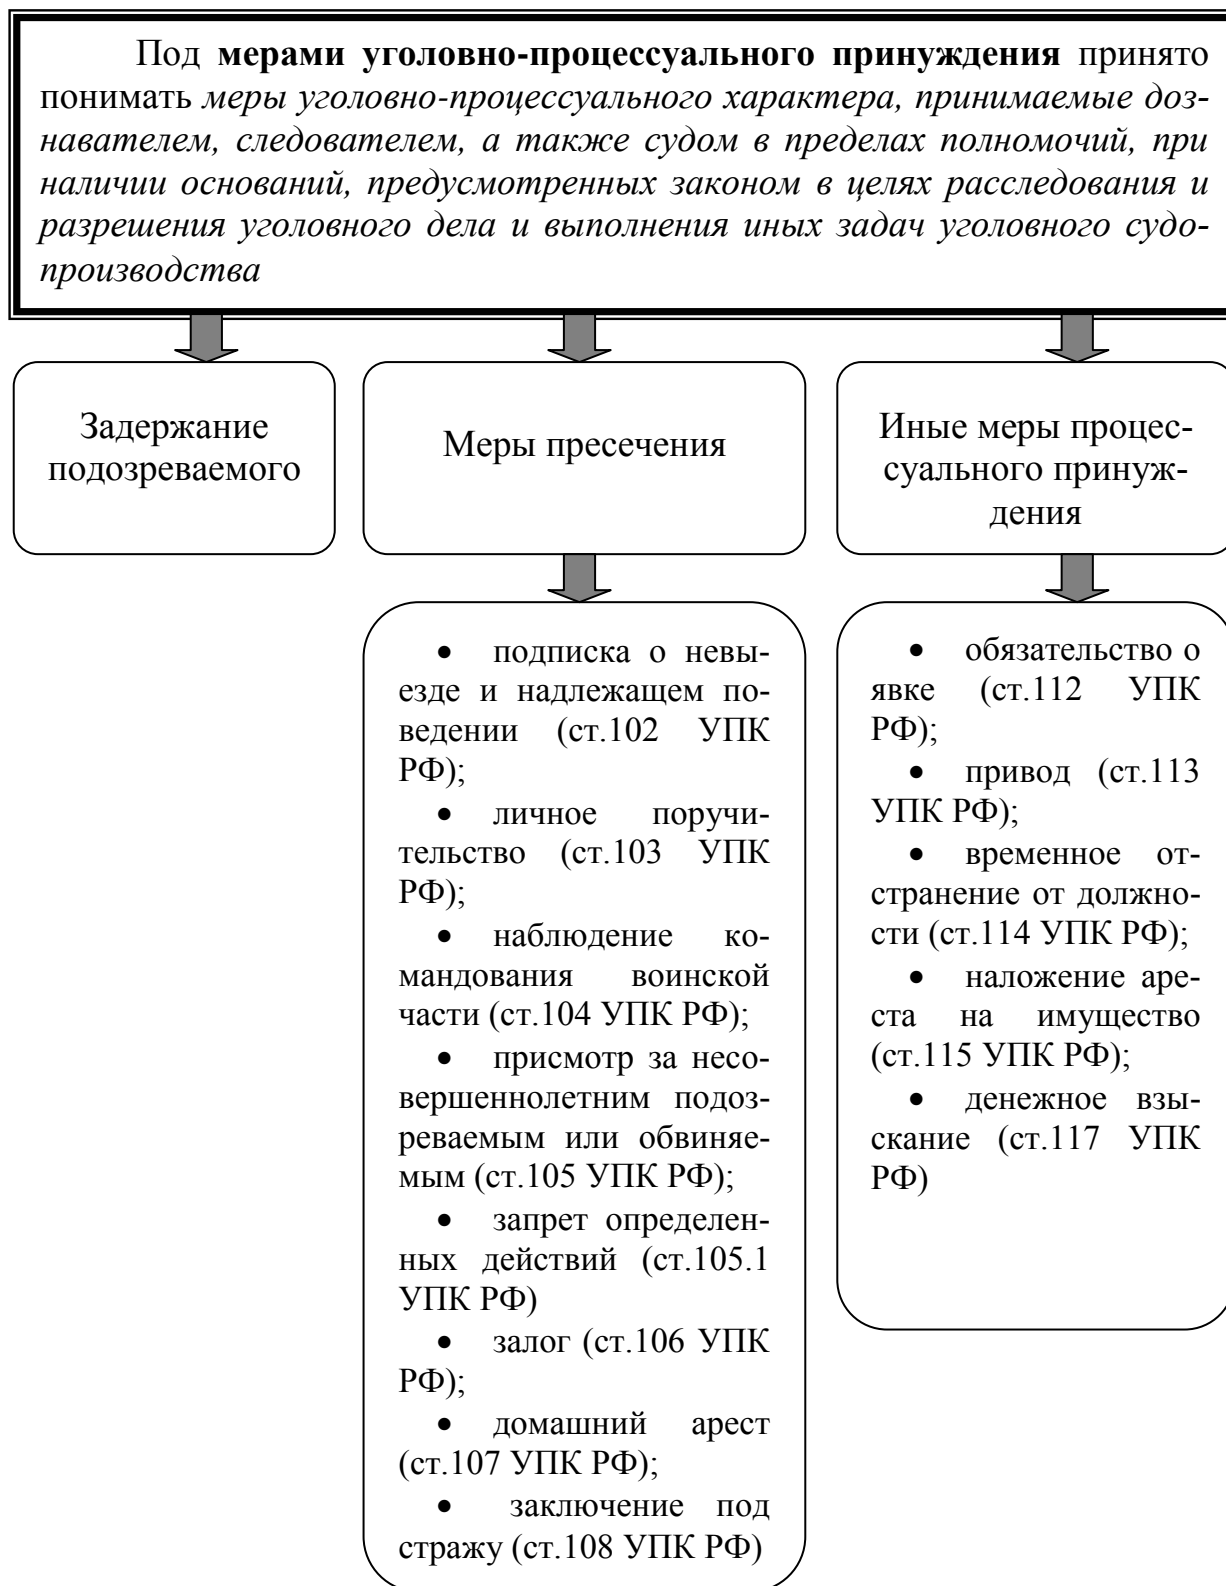 Под мерами уголовно-процессуального принуждения принято
понимать меры уголовно-процессуального характера, принимаемые доз-
навателем, следователем, а также судом в пределах полномочий, при
наличии оснований, предусмотренных законом в целях расследования и
разрешения уголовного дела и выполнения иных задач уголовного судо-
производства
Задержание
подозреваемого
Меры пресечения
Иные меры процес-
суального принуж-
дения
• подписка о невы-
езде и надлежащем по-
ведении (ст.102 УПК
РФ);
• личное поручи-
тельство (ст.103 УПК
РФ);
• наблюдение ко-
мандования воинской
части (ст.104 УПК РФ);
• присмотр за несо-
вершеннолетним подоз-
реваемым или обвиняе-
мым (ст.105 УПК РФ);
• запрет определен-
ных действий (ст.105.1
УПК РФ)
• залог (ст.106 УПК
РФ);
• домашний арест
(ст.107 УПК РФ);
• заключение под
стражу (ст.108 УПК РФ)
• обязательство о
явке (ст.112 УПК
РФ);
• привод (ст.113
УПК РФ);
• временное от-
странение от должно-
сти (ст.114 УПК РФ);
• наложение аре-
ста на имущество
(ст.115 УПК РФ);
• денежное взы-
скание (ст.117 УПК
РФ)